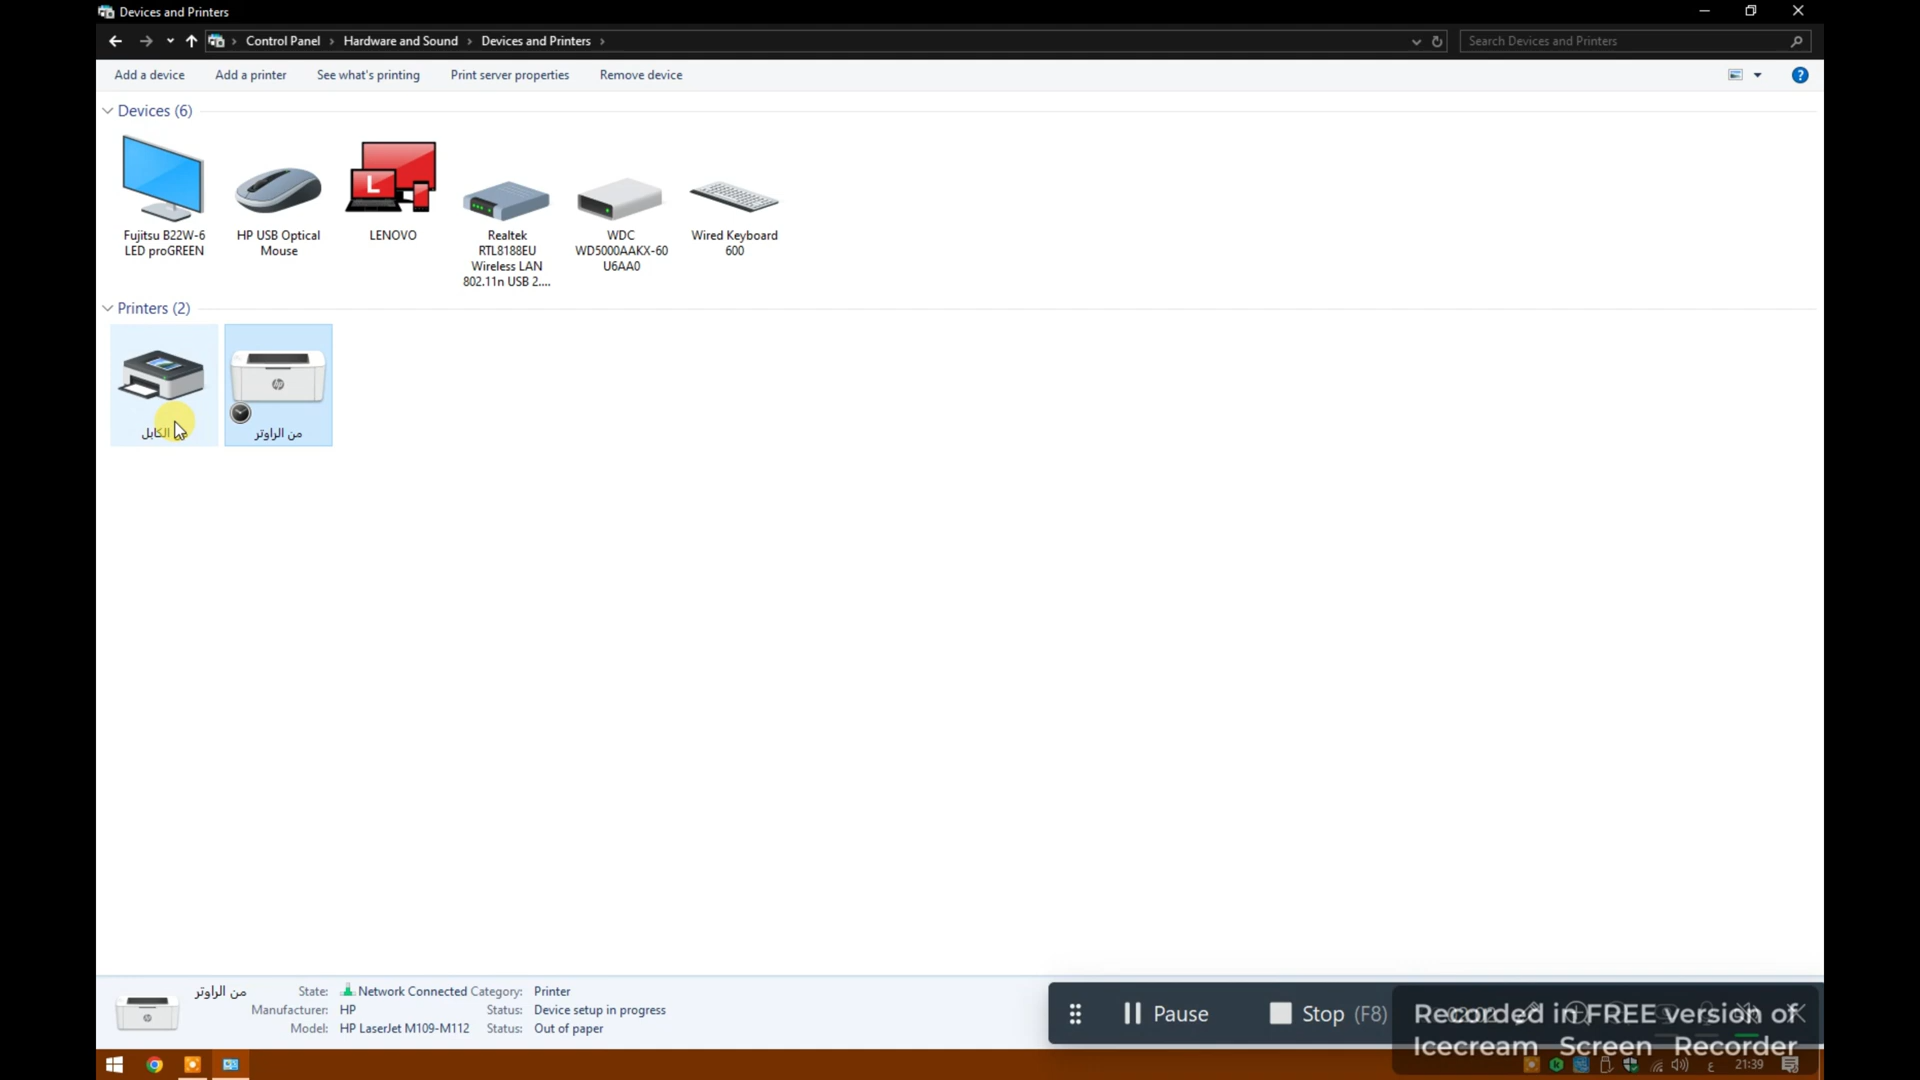 Devices and Printers
Control Panel
Hardware and Sound
Devices and Printers
Search Devices and Printers
Add a device
Add a printer
See what's printing
Print server properties
Remove device
Devices (6)
Fujitsu B22W-6
LED proGREEN
HP USB Optical
Mouse
LENOVO
Realtek
RTL8188EU
Wireless LAN
802.11n USB 2....
WDC
WD5000AAKX-60
U6AA0
Wired Keyboard
600
Printers (2)
الكابل
من الراوتر
من الراوتر
State:
Network Connected
Category:
Printer
Manufacturer:
HP
Status:
Device setup in progress
Model:
HP LaserJet M109-M112
Status:
Out of paper
Pause
Stop (F8)
Recorded in FREE version of
Icecream Screen Recorder
ع
21:39